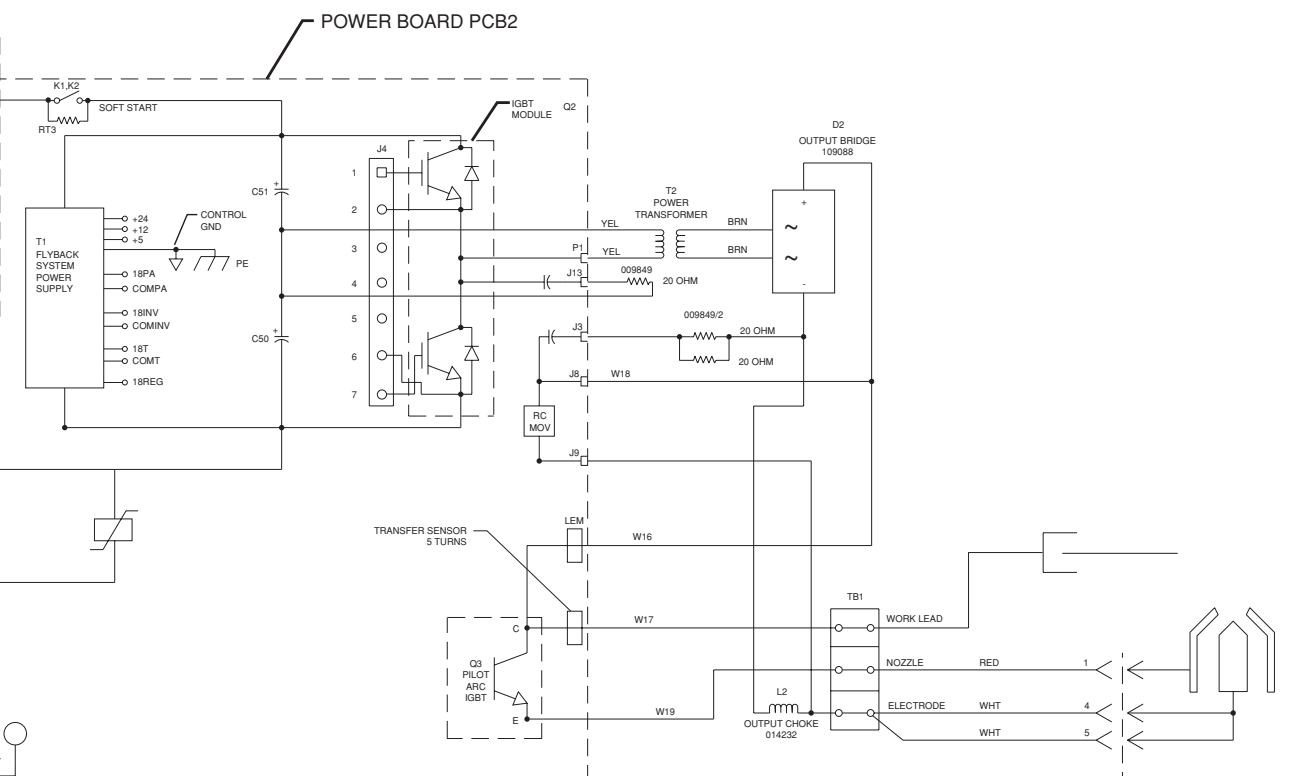 POWER BOARD PCB2
K1,K2
SOFT START
RT3
IGBT
MODULE
Q2
D2
OUTPUT BRIDGE
109088
J4
1
2
3
4
5
6
7
C51
+
C50
+
T1
FLYBACK
SYSTEM
POWER
SUPPLY
+24
+12
+5
CONTROL
GND
PE
18PA
COMPA
18INV
COMINV
18T
COMT
18REG
T2
POWER
TRANSFORMER
YEL
BRN
P1
YEL
BRN
+
~
~
-
J13
009849
20 OHM
009849/2
J3
20 OHM
20 OHM
J8
W18
RC
MOV
J9
TRANSFER SENSOR
5 TURNS
LEM
W16
W17
TB1
WORK LEAD
C
Q3
PILOT
ARC
IGBT
E
NOZZLE
RED
1
W19
L2
OUTPUT CHOKE
014232
ELECTRODE
WHT
4
WHT
5